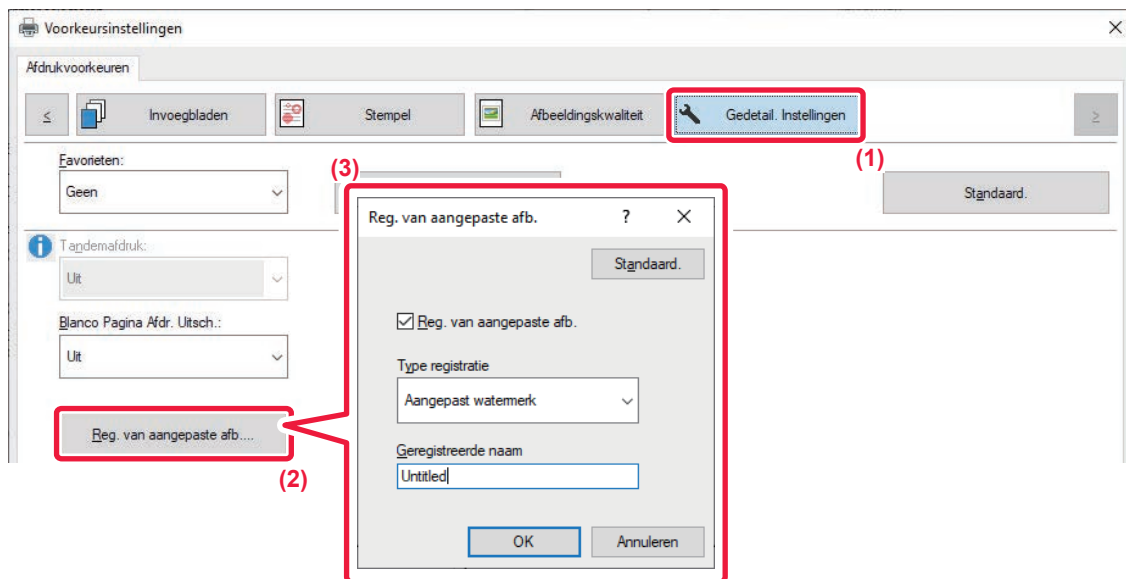 Voorkeursinstellingen
Afdrukvoorkeuren
<
Invoegbladen
Stempel
Afbeeldingskwaliteit
Gedetail. Instellingen
>
(1)
Favorieten:
Geen
(3)
Standaard.
Tandemafdruk:
Uit
Blanco Pagina Afdr. Uitsch.:
Uit
Reg. van aangepaste afb....
(2)
Reg. van aangepaste afb.
?
Standaard.
Reg. van aangepaste afb.
Type registratie
Aangepast watermerk
Geregistreerde naam
Untitled
OK
Annuleren